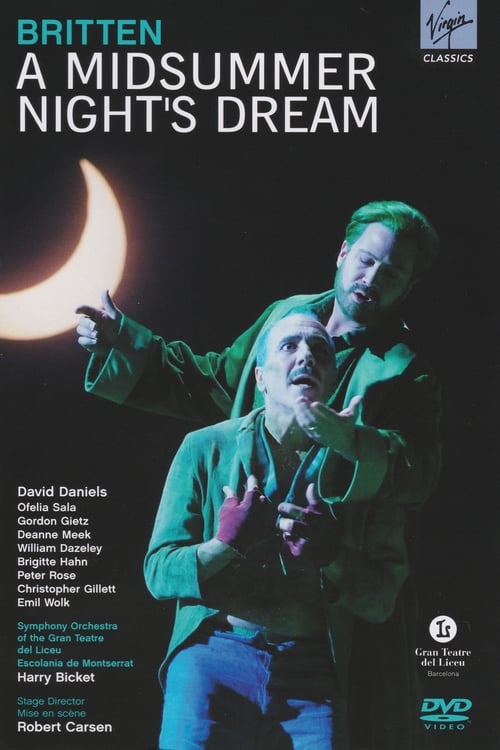 BRITTEN
A MIDSUMMER
NIGHT'S DREAM
Virgin
CLASSICS
David Daniels
Ofelia Sala
Gordon Gietz
Deanne Meek
William Dazeley
Brigitte Hahn
Peter Rose
Christopher Gillett
Emil Wolk
Symphony Orchestra
of the Gran Teatre
del Liceu
Escolania de Montserrat
Harry Bicket
Stage Director
Mise en scène
Robert Carsen
Gran Teatre
del Liceu
Barcelona
DVD
VIDEO